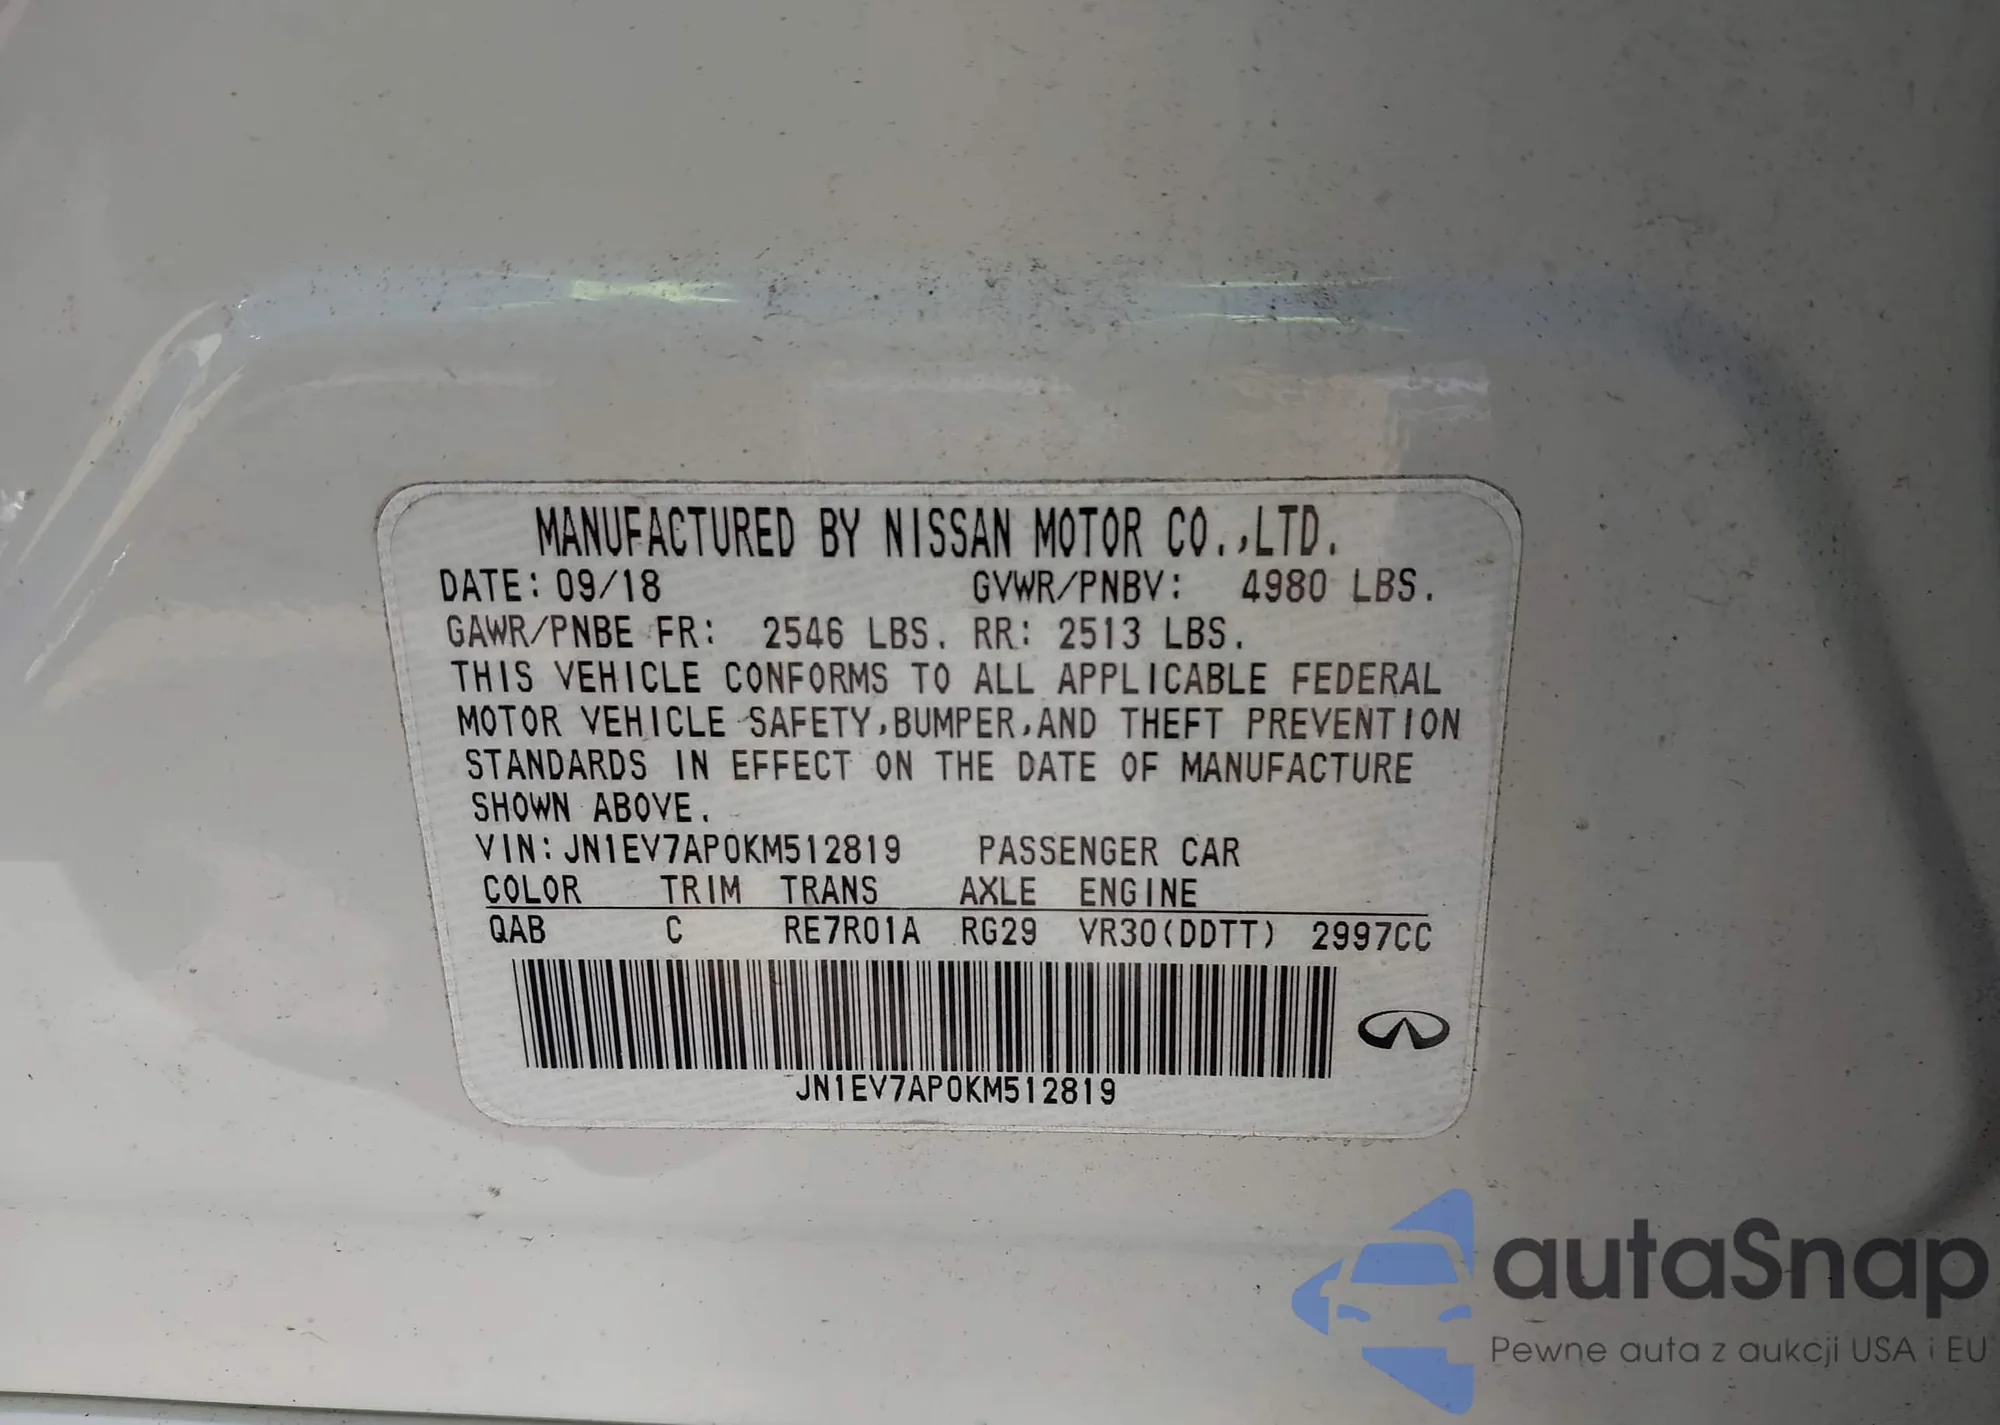 MANUFACTURED BY NISSAN MOTOR CO.,LTD.
DATE: 09/18 GVWR/PNBV: 4980 LBS.
GAWR/PNBE FR: 2546 LBS. RR: 2513 LBS.
THIS VEHICLE CONFORMS TO ALL APPLICABLE FEDERAL
MOTOR VEHICLE SAFETY,BUMPER,AND THEFT PREVENTION
STANDARDS IN EFFECT ON THE DATE OF MANUFACTURE
SHOWN ABOVE.
VIN:JN1EV7AP0KM512819 PASSENGER CAR
COLOR TRIM TRANS AXLE ENGINE
QAB C RE7R01A RG29 VR30(DDTT) 2997CC
JN1EV7AP0KM512819
autaSnap
Pewne auta z aukcji USA i EU